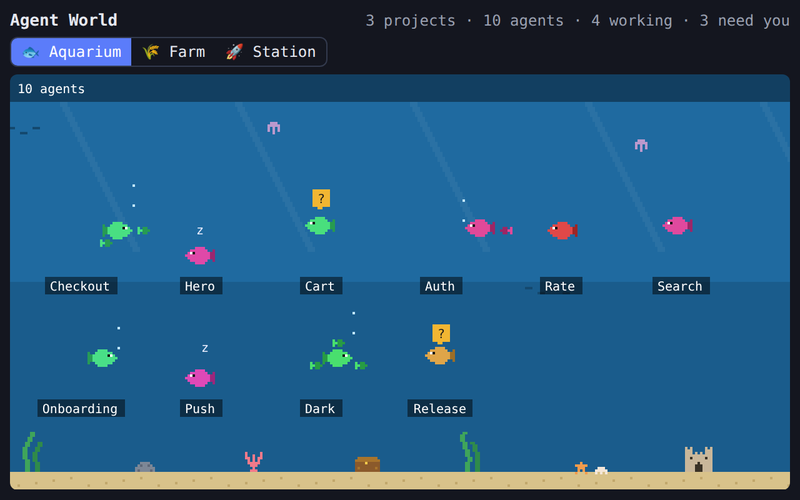 Agent World
3 projects · 10 agents · 4 working · 3 need you
Aquarium Farm Station
10 agents
?
z
Checkout Hero Cart Auth Rate Search
?
z
Onboarding Push Dark Release